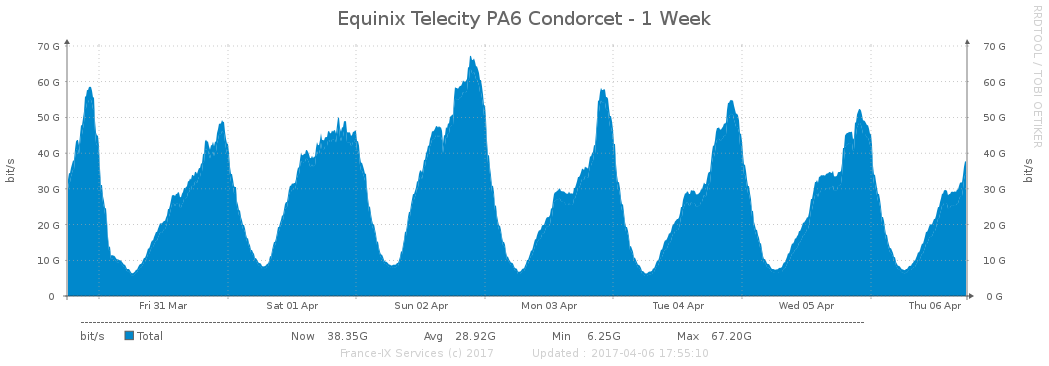 Equinix Telecity PA6 Condorcet - 1 Week
RRDTOOL / TOBI OETIKER
bit/s
70 G 70 G
60 G 60 G
50 G 50 G
40 G 40 G
30 G 30 G
20 G 20 G
10 G 10 G
0 0 G
bit/s
Fri 31 Mar Sat 01 Apr Sun 02 Apr Mon 03 Apr Tue 04 Apr Wed 05 Apr Thu 06 Apr
bit/s Total Now 38.35G Avg 28.92G Min 6.25G Max 67.20G
France-IX Services (c) 2017 Updated : 2017-04-06 17:55:10